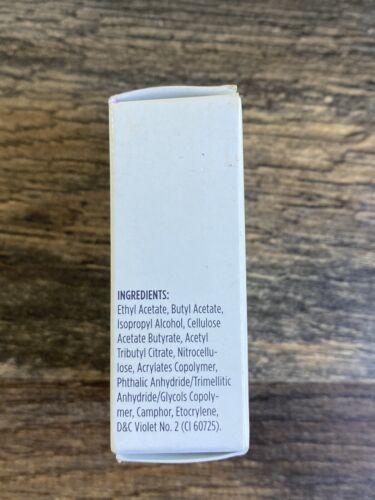 INGREDIENTS:
Ethyl Acetate, Butyl Acetate,
Isopropyl Alcohol, Cellulose
Acetate Butyrate, Acetyl
Tributyl Citrate, Nitrocellu-
lose, Acrylates Copolymer,
Phthalic Anhydride/Trimellitic
Anhydride/Glycols Copoly-
mer, Camphor, Etocrylene,
D&C Violet No. 2 (CI 60725).